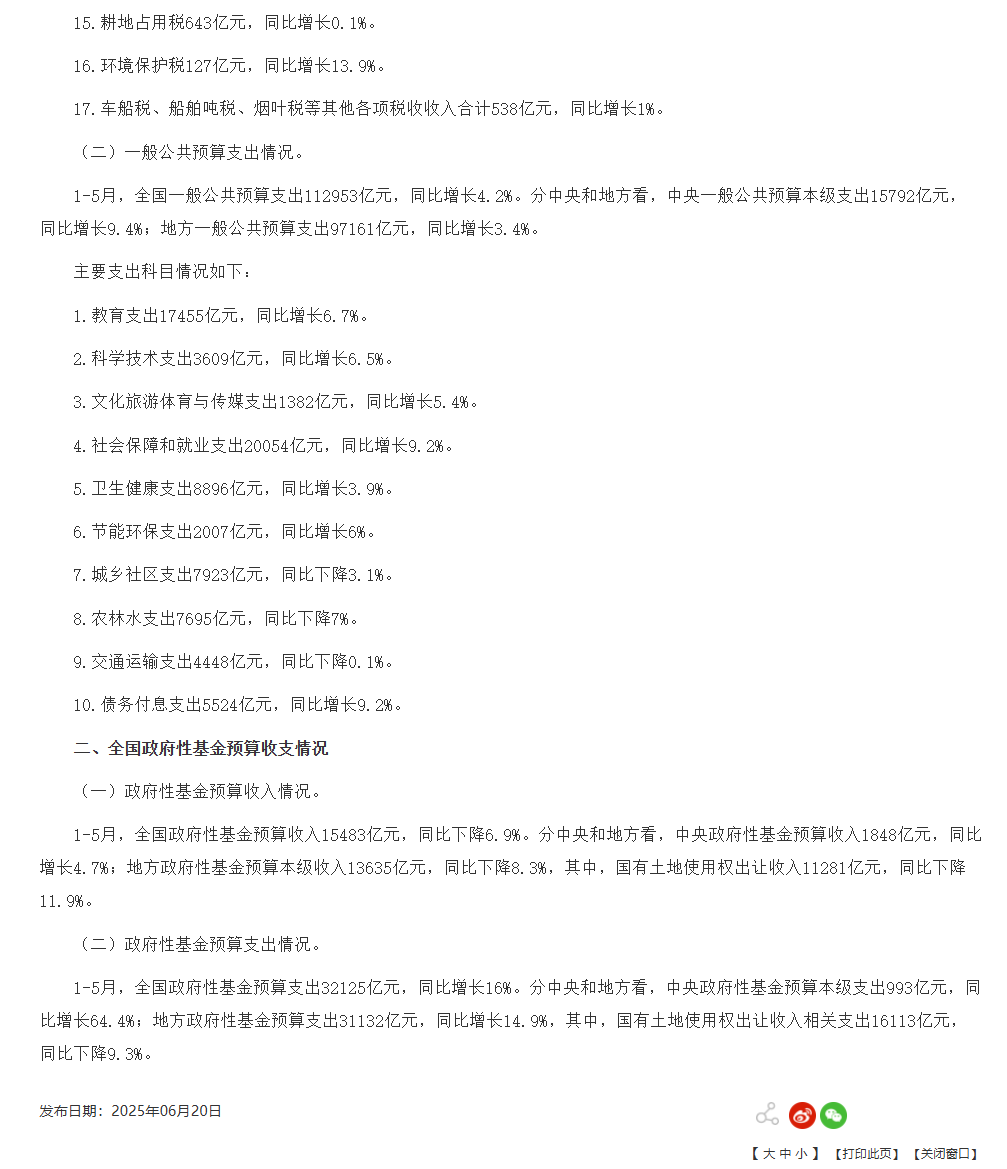 15.耕地占用税643亿元，同比增长0.1%。
16.环境保护税127亿元，同比增长13.9%。
17.车船税、船舶吨税、烟叶税等其他各项税收收入合计538亿元，同比增长1%。
（二）一般公共预算支出情况。
1-5月，全国一般公共预算支出112953亿元，同比增长4.2%。分中央和地方看，中央一般公共预算本级支出15792亿元，
同比增长9.4%；地方一般公共预算支出97161亿元，同比增长3.4%。
主要支出科目情况如下：
1.教育支出17455亿元，同比增长6.7%。
2.科学技术支出3609亿元，同比增长6.5%。
3.文化旅游体育与传媒支出1382亿元，同比增长5.4%。
4.社会保障和就业支出20054亿元，同比增长9.2%。
5.卫生健康支出8896亿元，同比增长3.9%。
6.节能环保支出2007亿元，同比增长6%。
7.城乡社区支出7923亿元，同比下降3.1%。
8.农林水支出7695亿元，同比下降7%。
9.交通运输支出4448亿元，同比下降0.1%。
10.债务付息支出5524亿元，同比增长9.2%。
二、全国政府性基金预算收支情况
（一）政府性基金预算收入情况。
1-5月，全国政府性基金预算收入15483亿元，同比下降6.9%。分中央和地方看，中央政府性基金预算收入1848亿元，同比
增长4.7%；地方政府性基金预算本级收入13635亿元，同比下降8.3%，其中，国有土地使用权出让收入11281亿元，同比下降
11.9%。
（二）政府性基金预算支出情况。
1-5月，全国政府性基金预算支出32125亿元，同比增长16%。分中央和地方看，中央政府性基金预算本级支出993亿元，同
比增长64.4%；地方政府性基金预算支出31132亿元，同比增长14.9%，其中，国有土地使用权出让收入相关支出16113亿元，
同比下降9.3%。
发布日期：2025年06月20日
【 大 中 小 】 【打印此页】 【关闭窗口】